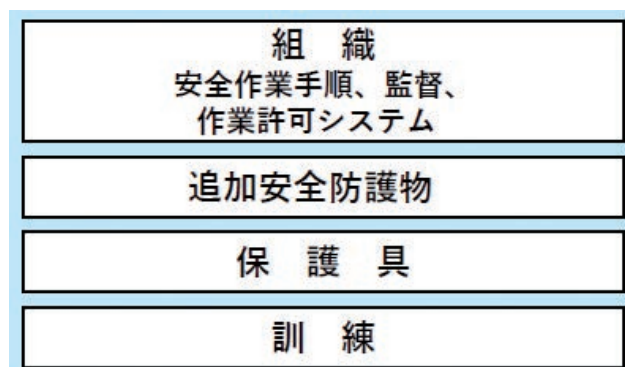 組　織
安全作業手順、監督、
作業許可システム
追加安全防護物
保　護　具
訓　練